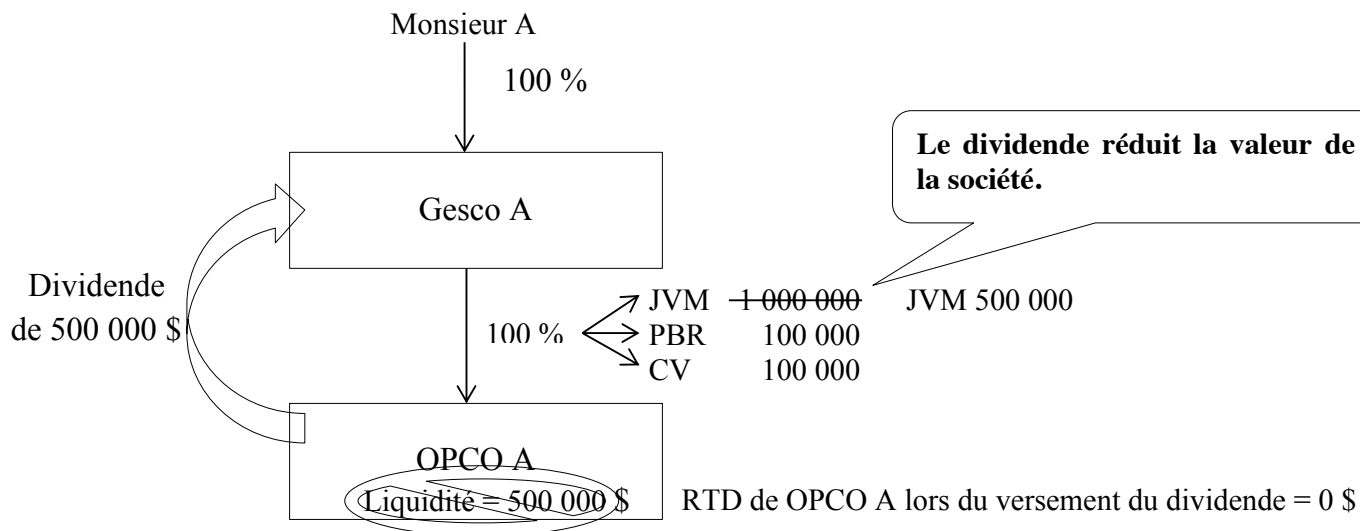 Monsieur A
100 %
Le dividende réduit la valeur de
la société.
Gesco A
Dividende
de 500 000 $
100 %
JVM 1 000 000 JVM 500 000
PBR 100 000
CV 100 000
OPCO A
Liquidité = 500 000 $ RTD de OPCO A lors du versement du dividende = 0 $